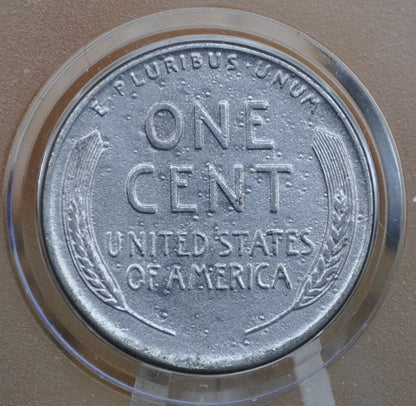 E · PLURIBUS · UNUM
ONE
CENT
UNITED STATES
OF AMERICA